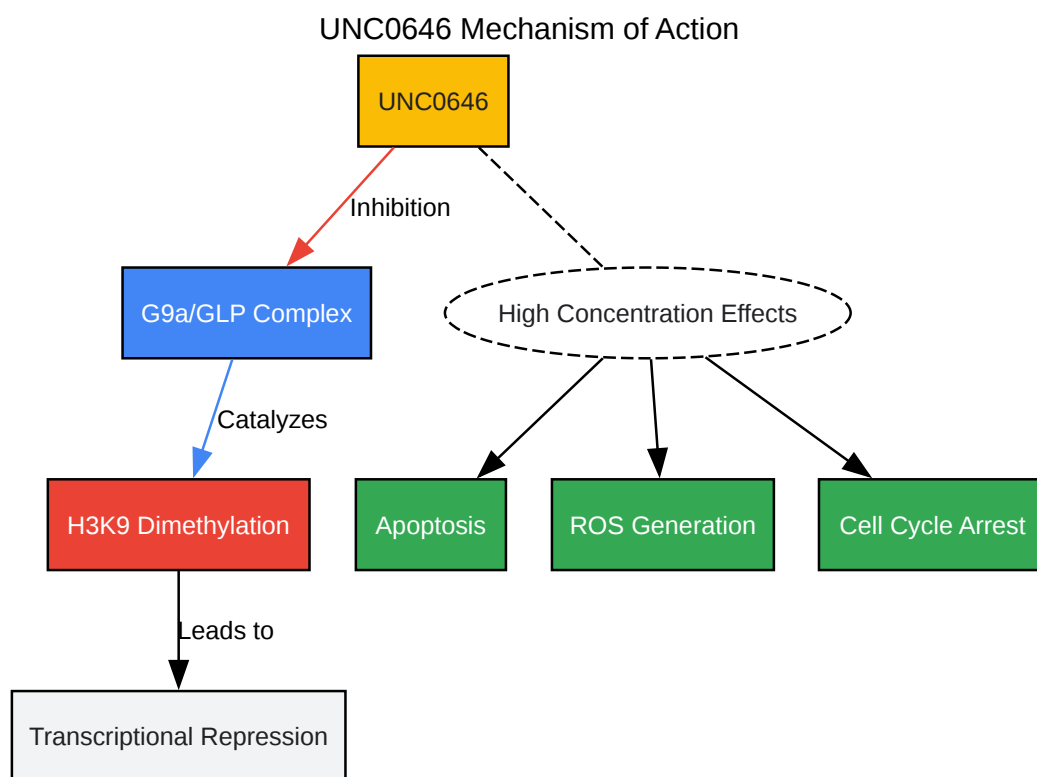 UNC0646 Mechanism of Action
UNC0646
Inhibition
G9a/GLP Complex
High Concentration Effects
Catalyzes
H3K9 Dimethylation
Apoptosis
ROS Generation
Cell Cycle Arrest
Leads to
Transcriptional Repression